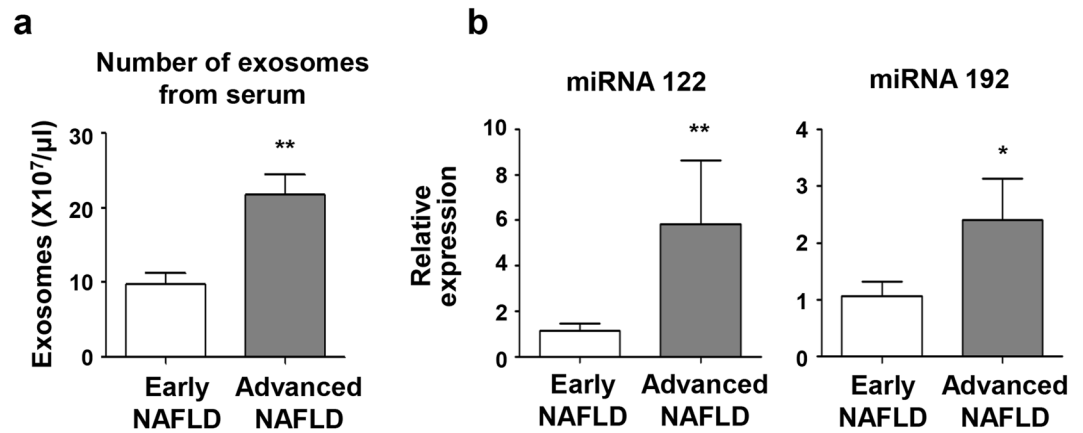 a
Number of exosomes
from serum
Exosomes (X10⁷/µl)
30
20
10
0
**
Early
NAFLD
Advanced
NAFLD
b
miRNA 122
Relative
expression
10
8
6
4
2
0
**
Early
NAFLD
Advanced
NAFLD
miRNA 192
4
3
2
1
0
*
Early
NAFLD
Advanced
NAFLD